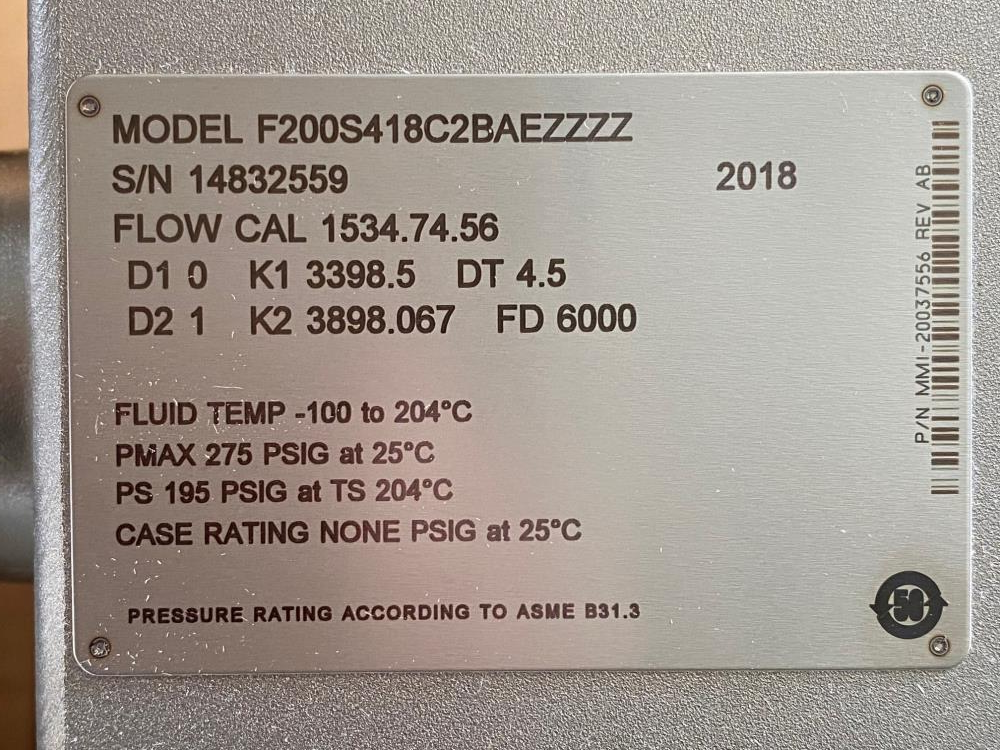 MODEL F200S418C2BAEZZZZ
S/N 14832559
2018
FLOW CAL 1534.74.56
D1 0 K1 3398.5 DT 4.5
D2 1 K2 3898.067 FD 6000
FLUID TEMP -100 to 204°C
PMAX 275 PSIG at 25°C
PS 195 PSIG at TS 204°C
CASE RATING NONE PSIG at 25°C
PRESSURE RATING ACCORDING TO ASME B31.3
P/N MMI-20037556 REV AB
50